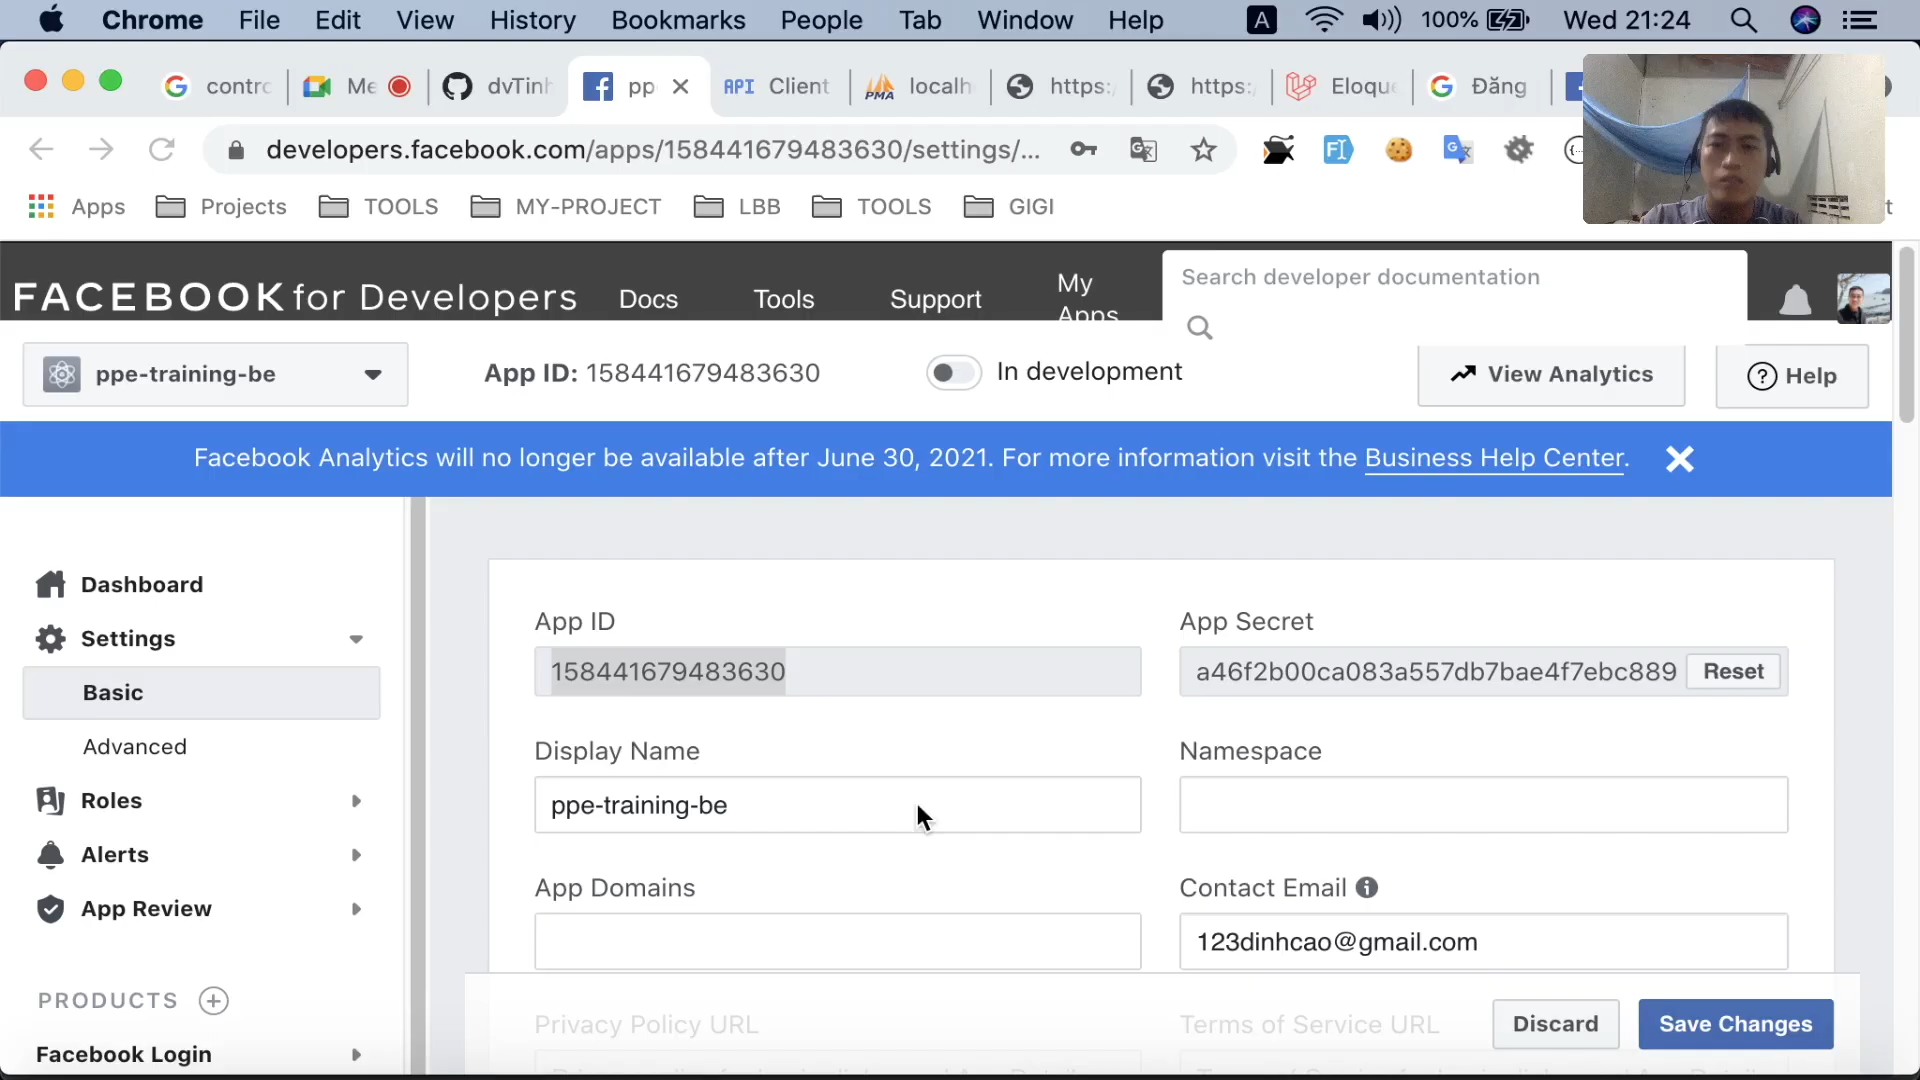 Chrome File Edit View History Bookmarks People Tab Window Help A 100% Wed 21:24
contro Me dvTinh pp API Client PMA localh https: https: Eloque Đăng
developers.facebook.com/apps/158441679483630/settings/...
Apps Projects TOOLS MY-PROJECT LBB TOOLS GIGI
FACEBOOK for Developers Docs Tools Support My Apps Search developer documentation
ppe-training-be App ID: 158441679483630 In development View Analytics Help
Facebook Analytics will no longer be available after June 30, 2021. For more information visit the Business Help Center.
Dashboard
Settings
Basic
Advanced
Roles
Alerts
App Review
PRODUCTS
Facebook Login
App ID
158441679483630
App Secret
a46f2b00ca083a557db7bae4f7ebc889 Reset
Display Name
ppe-training-be
Namespace
App Domains
Contact Email
123dinhcao@gmail.com
Privacy Policy URL
Terms of Service URL
Discard Save Changes